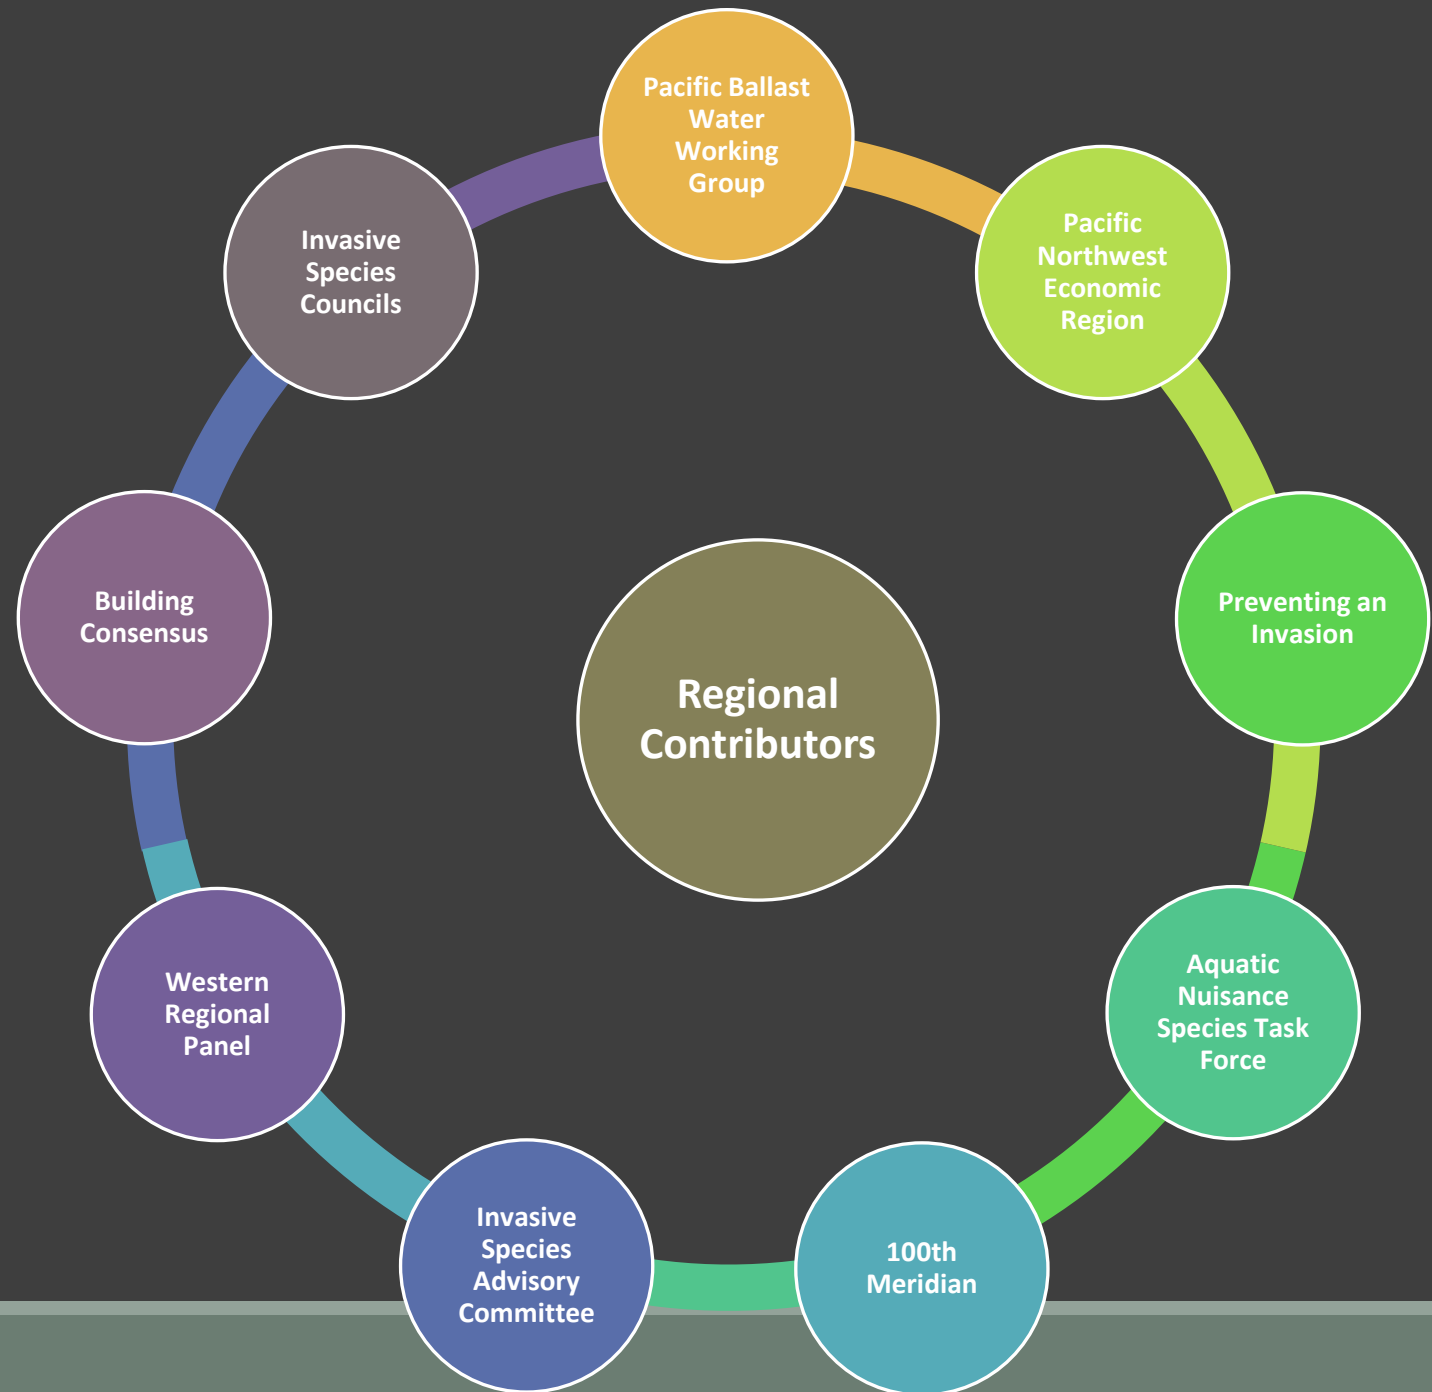 Pacific Ballast
Water
Working
Group
Pacific
Northwest
Economic
Region
Preventing an
Invasion
Aquatic
Nuisance
Species Task
Force
100th
Meridian
Invasive
Species
Advisory
Committee
Western
Regional
Panel
Building
Consensus
Invasive
Species
Councils
Regional
Contributors